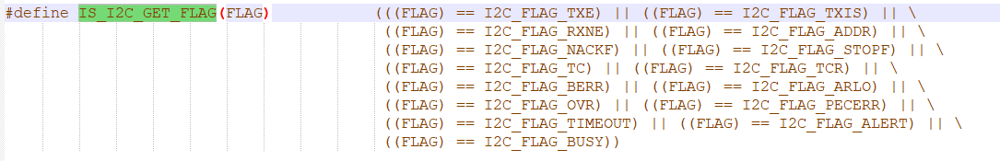 #define IS_I2C_GET_FLAG(FLAG) (((FLAG) == I2C_FLAG_TXE) || ((FLAG) == I2C_FLAG_TXIS) || \
((FLAG) == I2C_FLAG_RXNE) || ((FLAG) == I2C_FLAG_ADDR) || \
((FLAG) == I2C_FLAG_NACKF) || ((FLAG) == I2C_FLAG_STOPF) || \
((FLAG) == I2C_FLAG_TC) || ((FLAG) == I2C_FLAG_TCR) || \
((FLAG) == I2C_FLAG_BERR) || ((FLAG) == I2C_FLAG_ARLO) || \
((FLAG) == I2C_FLAG_OVR) || ((FLAG) == I2C_FLAG_PECERR) || \
((FLAG) == I2C_FLAG_TIMEOUT) || ((FLAG) == I2C_FLAG_ALERT) || \
((FLAG) == I2C_FLAG_BUSY))